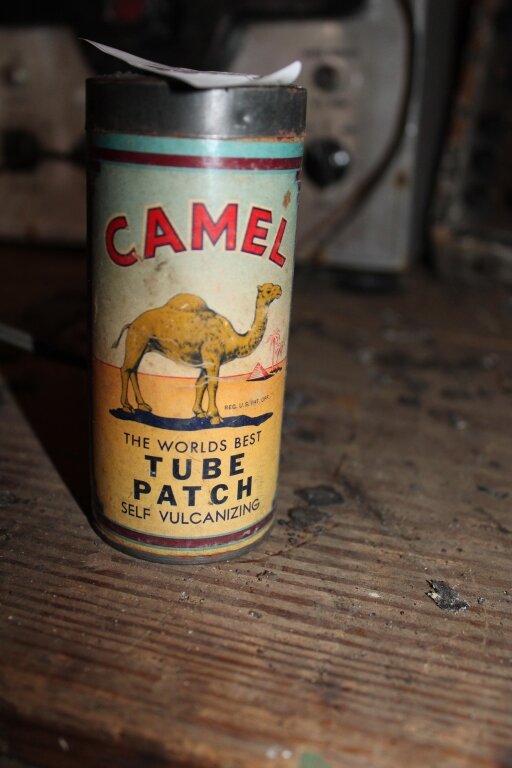 CAMEL
REG. U.S. PAT. OFF.
THE WORLDS BEST
TUBE
PATCH
SELF VULCANIZING